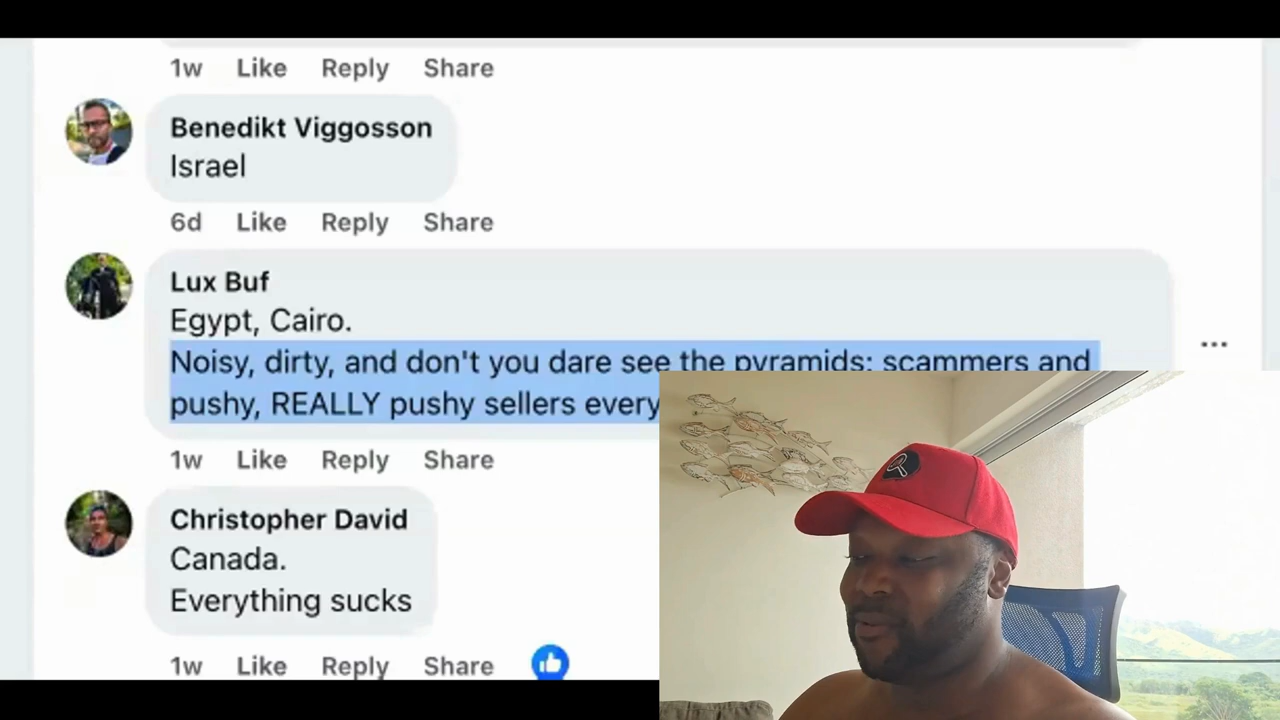 1w Like Reply Share
Benedikt Viggosson
Israel
6d Like Reply Share
Lux Buf
Egypt, Cairo.
Noisy, dirty, and don't you dare see the pyramids: scammers and
pushy, REALLY pushy sellers every
1w Like Reply Share
Christopher David
Canada.
Everything sucks
1w Like Reply Share